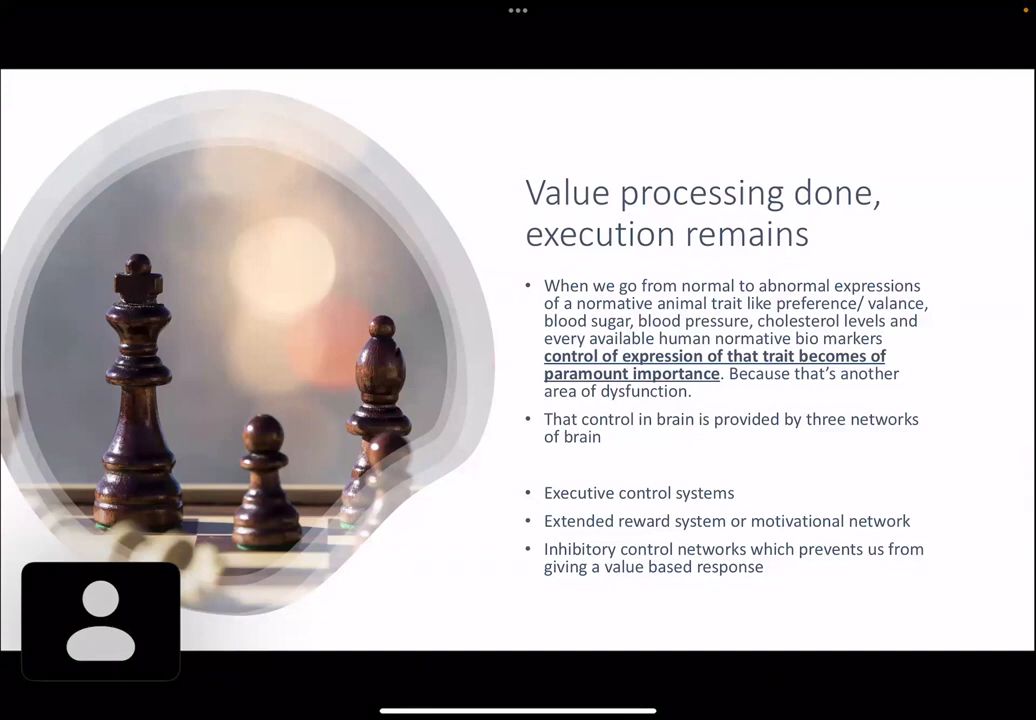 Value processing done,
execution remains
• When we go from normal to abnormal expressions
of a normative animal trait like preference/ valance,
blood sugar, blood pressure, cholesterol levels and
every available human normative bio markers
control of expression of that trait becomes of
paramount importance. Because that's another
area of dysfunction.
• That control in brain is provided by three networks
of brain
• Executive control systems
• Extended reward system or motivational network
• Inhibitory control networks which prevents us from
giving a value based response